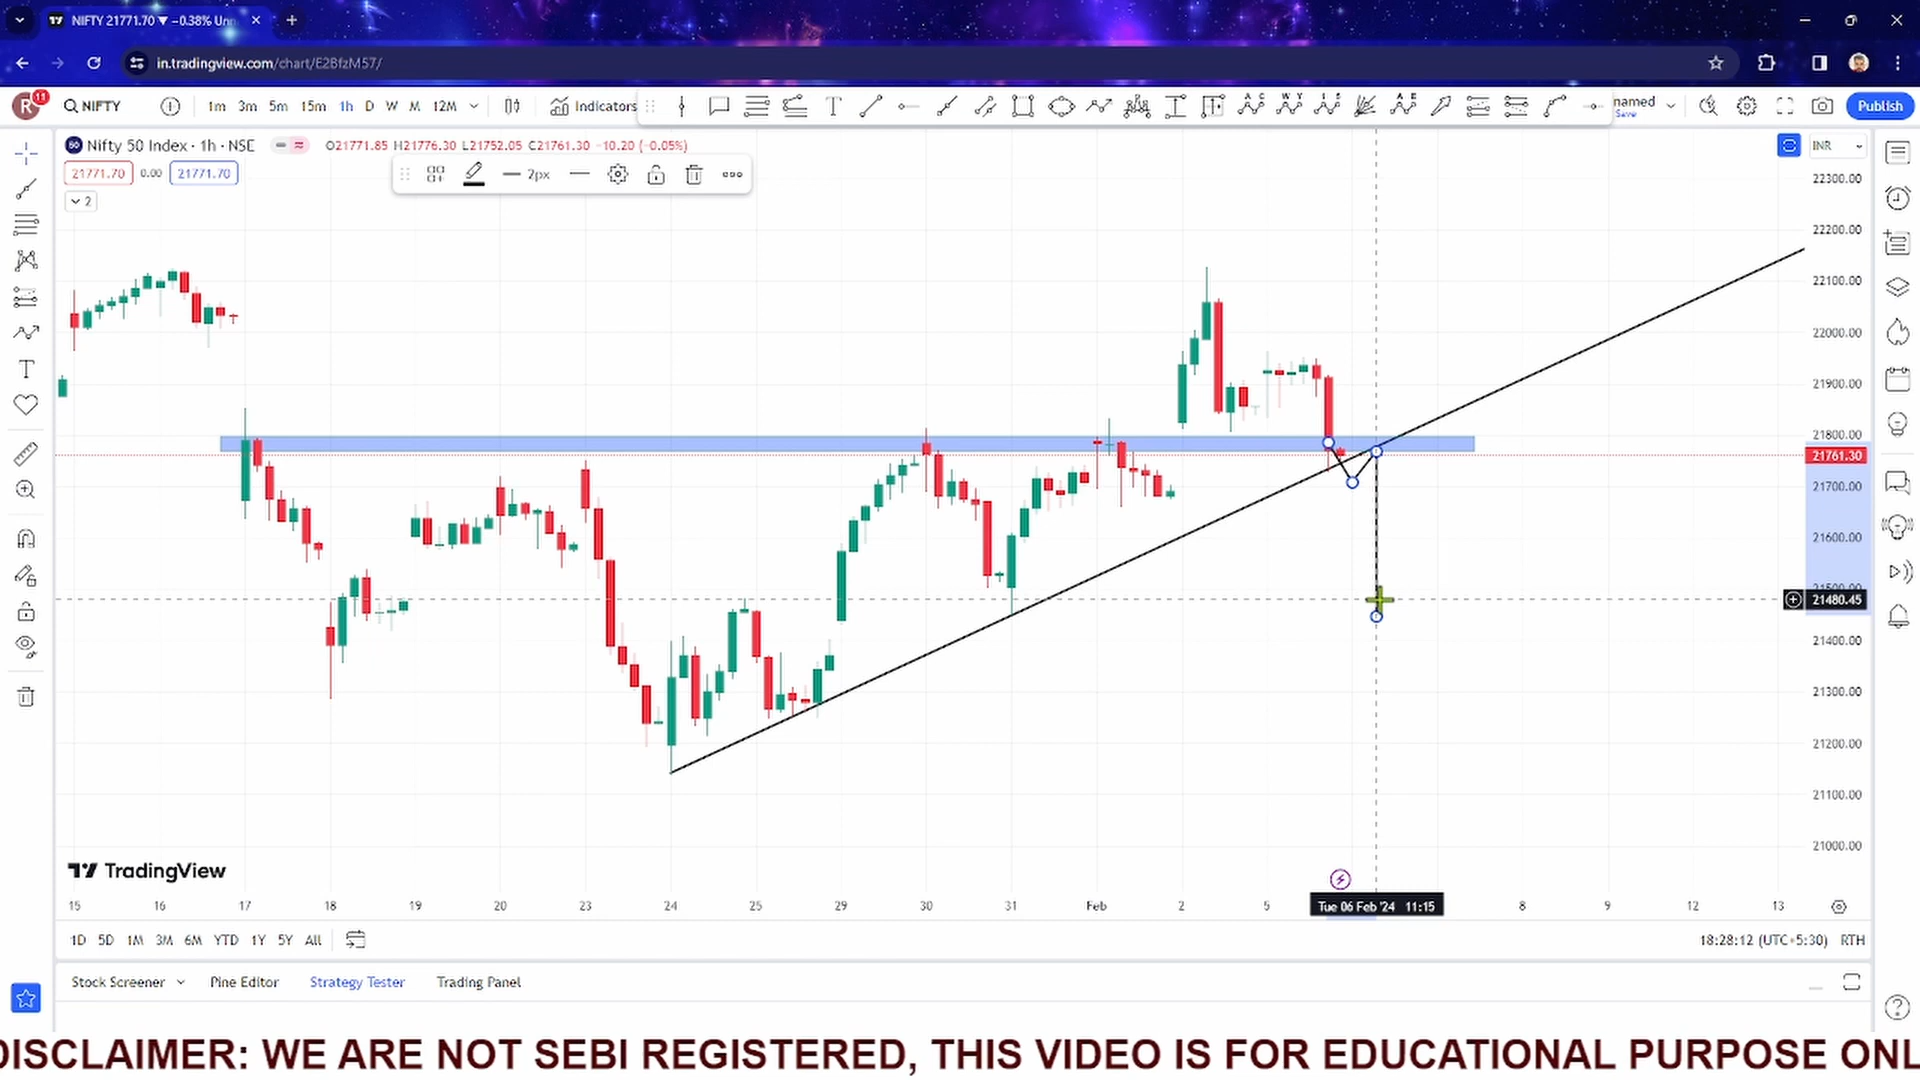 NIFTY 21771.70 ▼ −0.38% Unn
in.tradingview.com/chart/E2BfzM57/
R 11 NIFTY 1m 3m 5m 15m 1h D W M 12M Indicators T named Save Publish
Nifty 50 Index · 1h · NSE O21771.85 H21776.30 L21752.05 C21761.30 −10.20 (−0.05%) INR
21771.70 0.00 21771.70 2px
2
22300.00
22200.00
22100.00
22000.00
21900.00
21800.00
21761.30
21700.00
21600.00
21500.00
21480.45
21400.00
21300.00
21200.00
21100.00
21000.00
TradingView
15 16 17 18 19 20 23 24 25 29 30 31 Feb 2 5 Tue 06 Feb '24 11:15 8 9 12 13
1D 5D 1M 3M 6M YTD 1Y 5Y All 18:28:12 (UTC+5:30) RTH
Stock Screener Pine Editor Strategy Tester Trading Panel
DISCLAIMER: WE ARE NOT SEBI REGISTERED, THIS VIDEO IS FOR EDUCATIONAL PURPOSE ONL